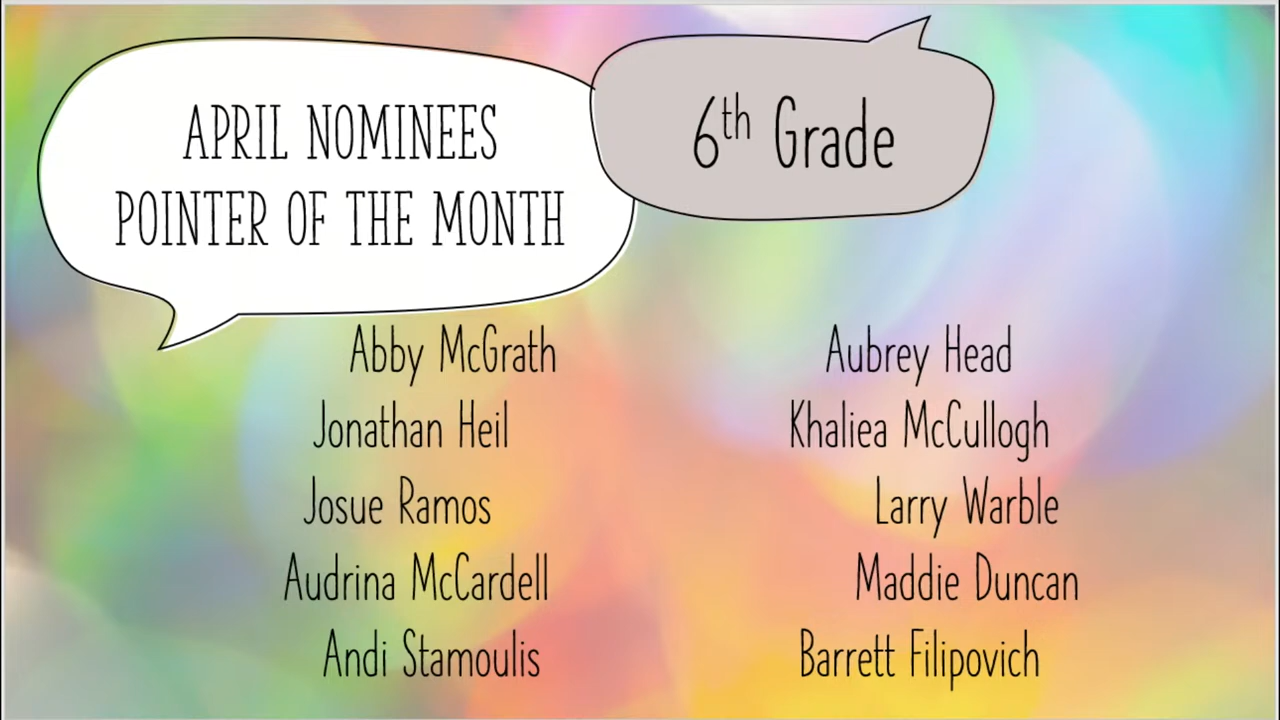 APRIL NOMINEES
POINTER OF THE MONTH
6th Grade
Abby McGrath
Jonathan Heil
Josue Ramos
Audrina McCardell
Andi Stamoulis
Aubrey Head
Khaliea McCullogh
Larry Warble
Maddie Duncan
Barrett Filipovich